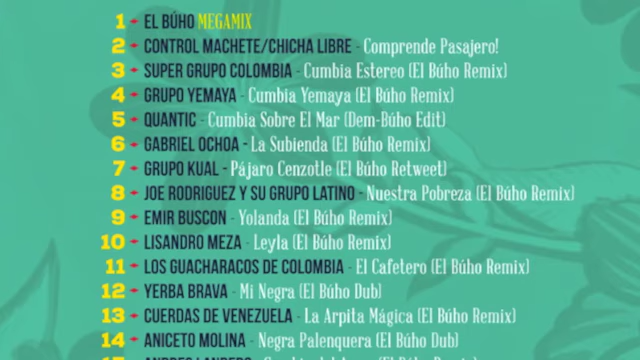 1 EL BÚHO MEGAMIX
2 CONTROL MACHETE/CHICHA LIBRE - Comprende Pasajero!
3 SUPER GRUPO COLOMBIA - Cumbia Estereo (El Búho Remix)
4 GRUPO YEMAYA - Cumbia Yemaya (El Búho Remix)
5 QUANTIC - Cumbia Sobre El Mar (Dem-Búho Edit)
6 GABRIEL OCHOA - La Subienda (El Búho Remix)
7 GRUPO KUAL - Pájaro Cenzotle (El Búho Retweet)
8 JOE RODRIGUEZ Y SU GRUPO LATINO - Nuestra Pobreza (El Búho Remix)
9 EMIR BUSCON - Yolanda (El Búho Remix)
10 LISANDRO MEZA - Leyla (El Búho Remix)
11 LOS GUACHARACOS DE COLOMBIA - El Cafetero (El Búho Remix)
12 YERBA BRAVA - Mi Negra (El Búho Dub)
13 CUERDAS DE VENEZUELA - La Arpita Mágica (El Búho Remix)
14 ANICETO MOLINA - Negra Palenquera (El Búho Dub)